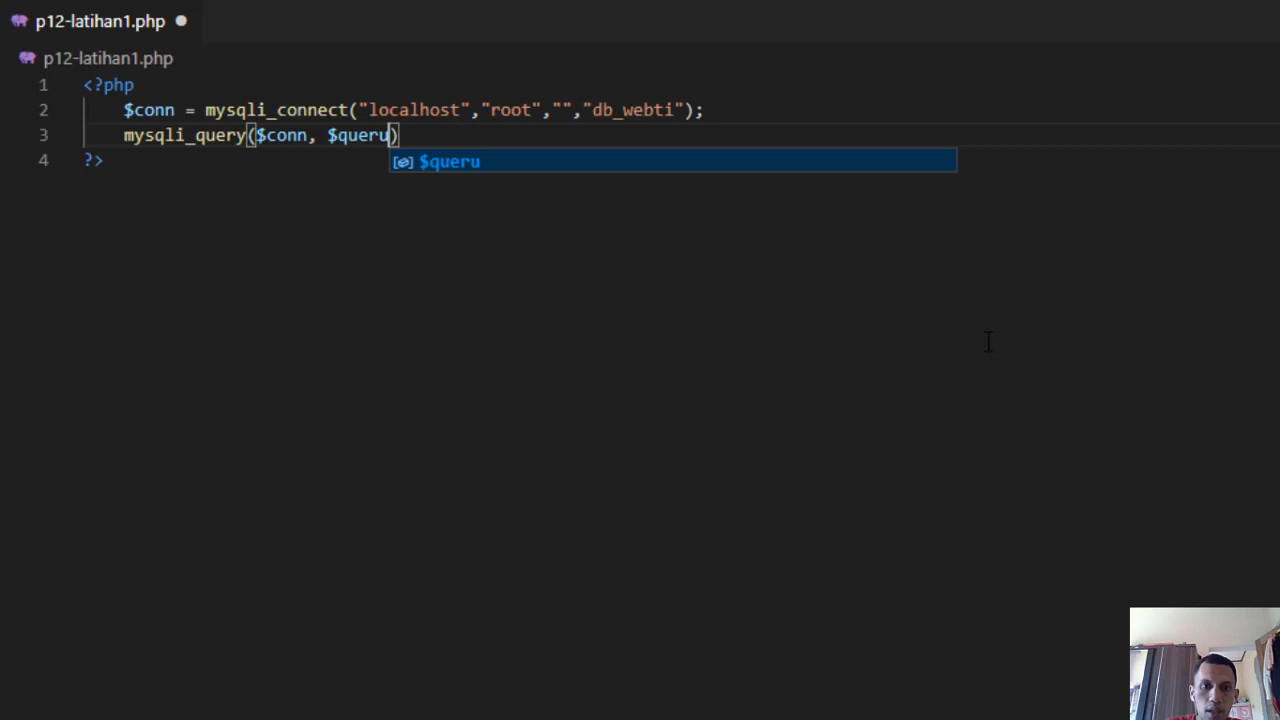 p12-latihan1.php
p12-latihan1.php
1 <?php
2 $conn = mysqli_connect("localhost","root","","db_webti");
3 mysqli_query($conn, $queru)
$queru
4 ?>